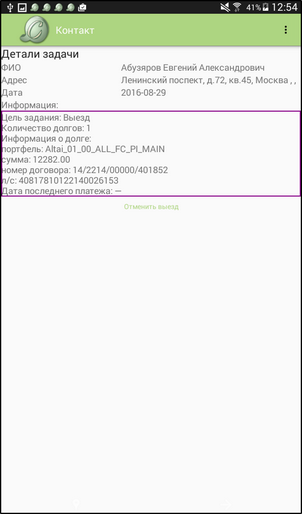 41% 12:54
Контакт
Детали задачи
ФИО Абузяров Евгений Александрович
Адрес Ленинский поспект, д.72, кв.45, Москва , ,
Дата 2016-08-29
Информация:
Цель задания: Выезд
Количество долгов: 1
Информация о долге:
портфель: Altai_01_00_ALL_FC_PI_MAIN
сумма: 12282.00
номер договора: 14/2214/00000/401852
л/с: 40817810122140026153
Дата последнего платежа: —
Отменить выезд